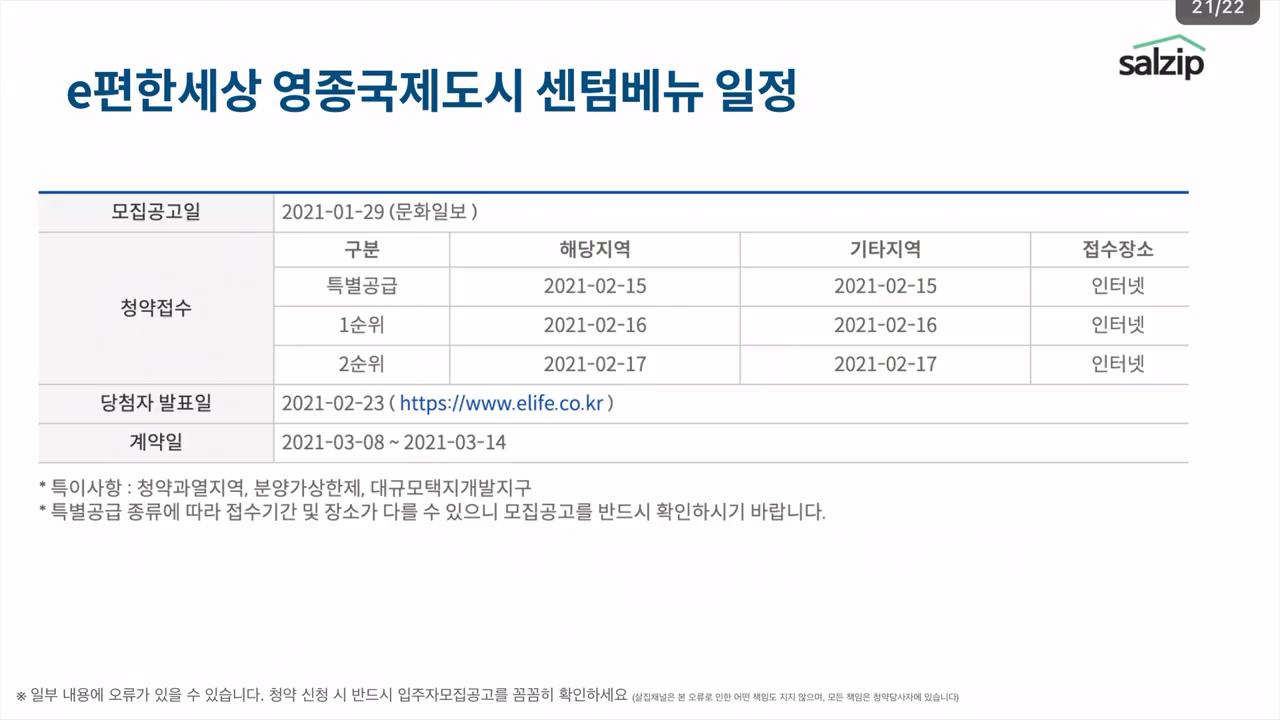 21/22
salzip
e편한세상 영종국제도시 센텀베뉴 일정
모집공고일 2021-01-29 (문화일보 )
구분 해당지역 기타지역 접수장소
특별공급 2021-02-15 2021-02-15 인터넷
청약접수
1순위 2021-02-16 2021-02-16 인터넷
2순위 2021-02-17 2021-02-17 인터넷
당첨자 발표일 2021-02-23 ( https://www.elife.co.kr )
계약일 2021-03-08 ~ 2021-03-14
* 특이사항 : 청약과열지역, 분양가상한제, 대규모택지개발지구
* 특별공급 종류에 따라 접수기간 및 장소가 다를 수 있으니 모집공고를 반드시 확인하시기 바랍니다.
※ 일부 내용에 오류가 있을 수 있습니다. 청약 신청 시 반드시 입주자모집공고를 꼼꼼히 확인하세요 (살집채널은 본 오류로 인한 어떤 책임도 지지 않으며, 모든 책임은 청약당사자에 있습니다)